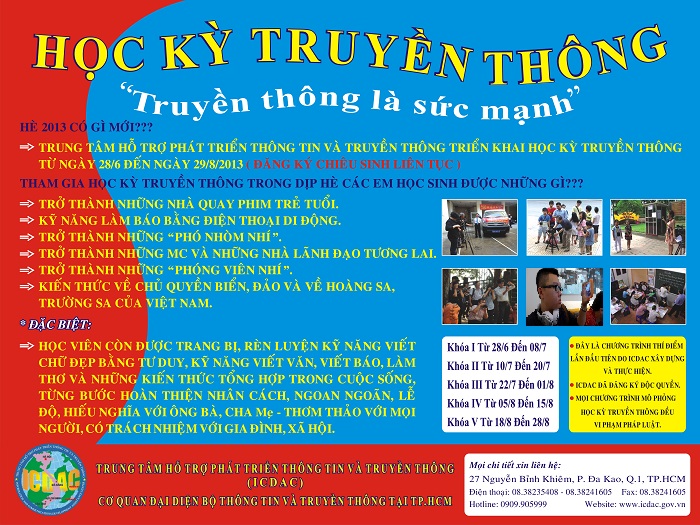 HỌC KỲ TRUYỀN THÔNG
“Truyền thông là sức mạnh”
HÈ 2013 CÓ GÌ MỚI???
⇒ TRUNG TÂM HỖ TRỢ PHÁT TRIỂN THÔNG TIN VÀ TRUYỀN THÔNG TRIỂN KHAI HỌC KỲ TRUYỀN THÔNG
TỪ NGÀY 28/6 ĐẾN NGÀY 29/8/2013 ( ĐĂNG KÝ CHIÊU SINH LIÊN TỤC )
THAM GIA HỌC KỲ TRUYỀN THÔNG TRONG DỊP HÈ CÁC EM HỌC SINH ĐƯỢC NHỮNG GÌ???
⇒ TRỞ THÀNH NHỮNG NHÀ QUAY PHIM TRẺ TUỔI.
⇒ KỸ NĂNG LÀM BÁO BẰNG ĐIỆN THOẠI DI ĐỘNG.
⇒ TRỞ THÀNH NHỮNG “PHÓ NHÒM NHÍ”.
⇒ TRỞ THÀNH NHỮNG MC VÀ NHỮNG NHÀ LÃNH ĐẠO TƯƠNG LAI.
⇒ TRỞ THÀNH NHỮNG “PHÓNG VIÊN NHÍ”.
⇒ KIẾN THỨC VỀ CHỦ QUYỀN BIỂN, ĐẢO VÀ VỀ HOÀNG SA,
TRƯỜNG SA CỦA VIỆT NAM.
* ĐẶC BIỆT:
⇒ HỌC VIÊN CÒN ĐƯỢC TRANG BỊ, RÈN LUYỆN KỸ NĂNG VIẾT
CHỮ ĐẸP BẰNG TƯ DUY, KỸ NĂNG VIẾT VĂN, VIẾT BÁO, LÀM
THƠ VÀ NHỮNG KIẾN THỨC TỔNG HỢP TRONG CUỘC SỐNG,
TỪNG BƯỚC HOÀN THIỆN NHÂN CÁCH, NGOAN NGOÃN, LỄ
ĐỘ, HIẾU NGHĨA VỚI ÔNG BÀ, CHA Mẹ - THƠM THẢO VỚI MỌI
NGƯỜI, CÓ TRÁCH NHIỆM VỚI GIA ĐÌNH, XÃ HỘI.
Khóa I Từ 28/6 Đến 08/7
Khóa II Từ 10/7 Đến 20/7
Khóa III Từ 22/7 Đến 01/8
Khóa IV Từ 05/8 Đến 15/8
Khóa V Từ 18/8 Đến 28/8
● ĐÂY LÀ CHƯƠNG TRÌNH THÍ ĐIỂM
LẦN ĐẦU TIÊN DO ICDAC XÂY DỰNG
VÀ THỰC HIỆN.
● ICDAC ĐÃ ĐĂNG KÝ ĐỘC QUYỀN.
● MỌI CHƯƠNG TRÌNH MÔ PHỎNG
HỌC KỲ TRUYỀN THÔNG ĐỀU
VI PHẠM PHÁP LUẬT.
ICDAC
TRUNG TÂM HỖ TRỢ PHÁT TRIỂN THÔNG TIN VÀ TRUYỀN THÔNG
(ICDAC)
CƠ QUAN ĐẠI DIỆN BỘ THÔNG TIN VÀ TRUYỀN THÔNG TẠI TP.HCM
Mọi chi tiết xin liên hệ:
27 Nguyễn Bỉnh Khiêm, P. Đa Kao, Q.1, TP.HCM
Điện thoại: 08.38235408 - 08.38241605 Fax: 08.38241605
Hotline: 0909.905999 Website: www.icdac.gov.vn